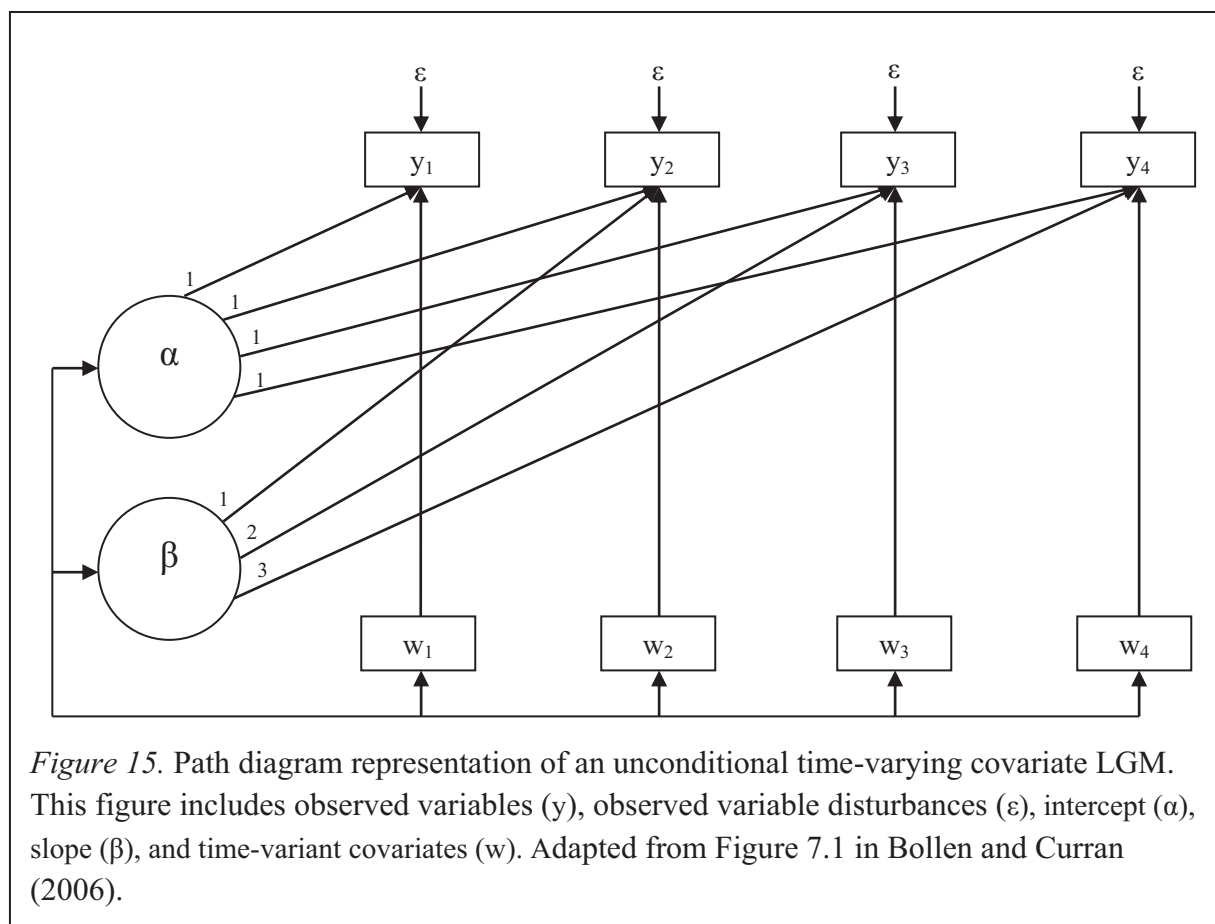 ε ε ε ε
y₁ y₂ y₃ y₄
1
1
1
α
1
1
β
2
3
w₁ w₂ w₃ w₄
Figure 15. Path diagram representation of an unconditional time-varying covariate LGM.
This figure includes observed variables (y), observed variable disturbances (ε), intercept (α),
slope (β), and time-variant covariates (w). Adapted from Figure 7.1 in Bollen and Curran
(2006).